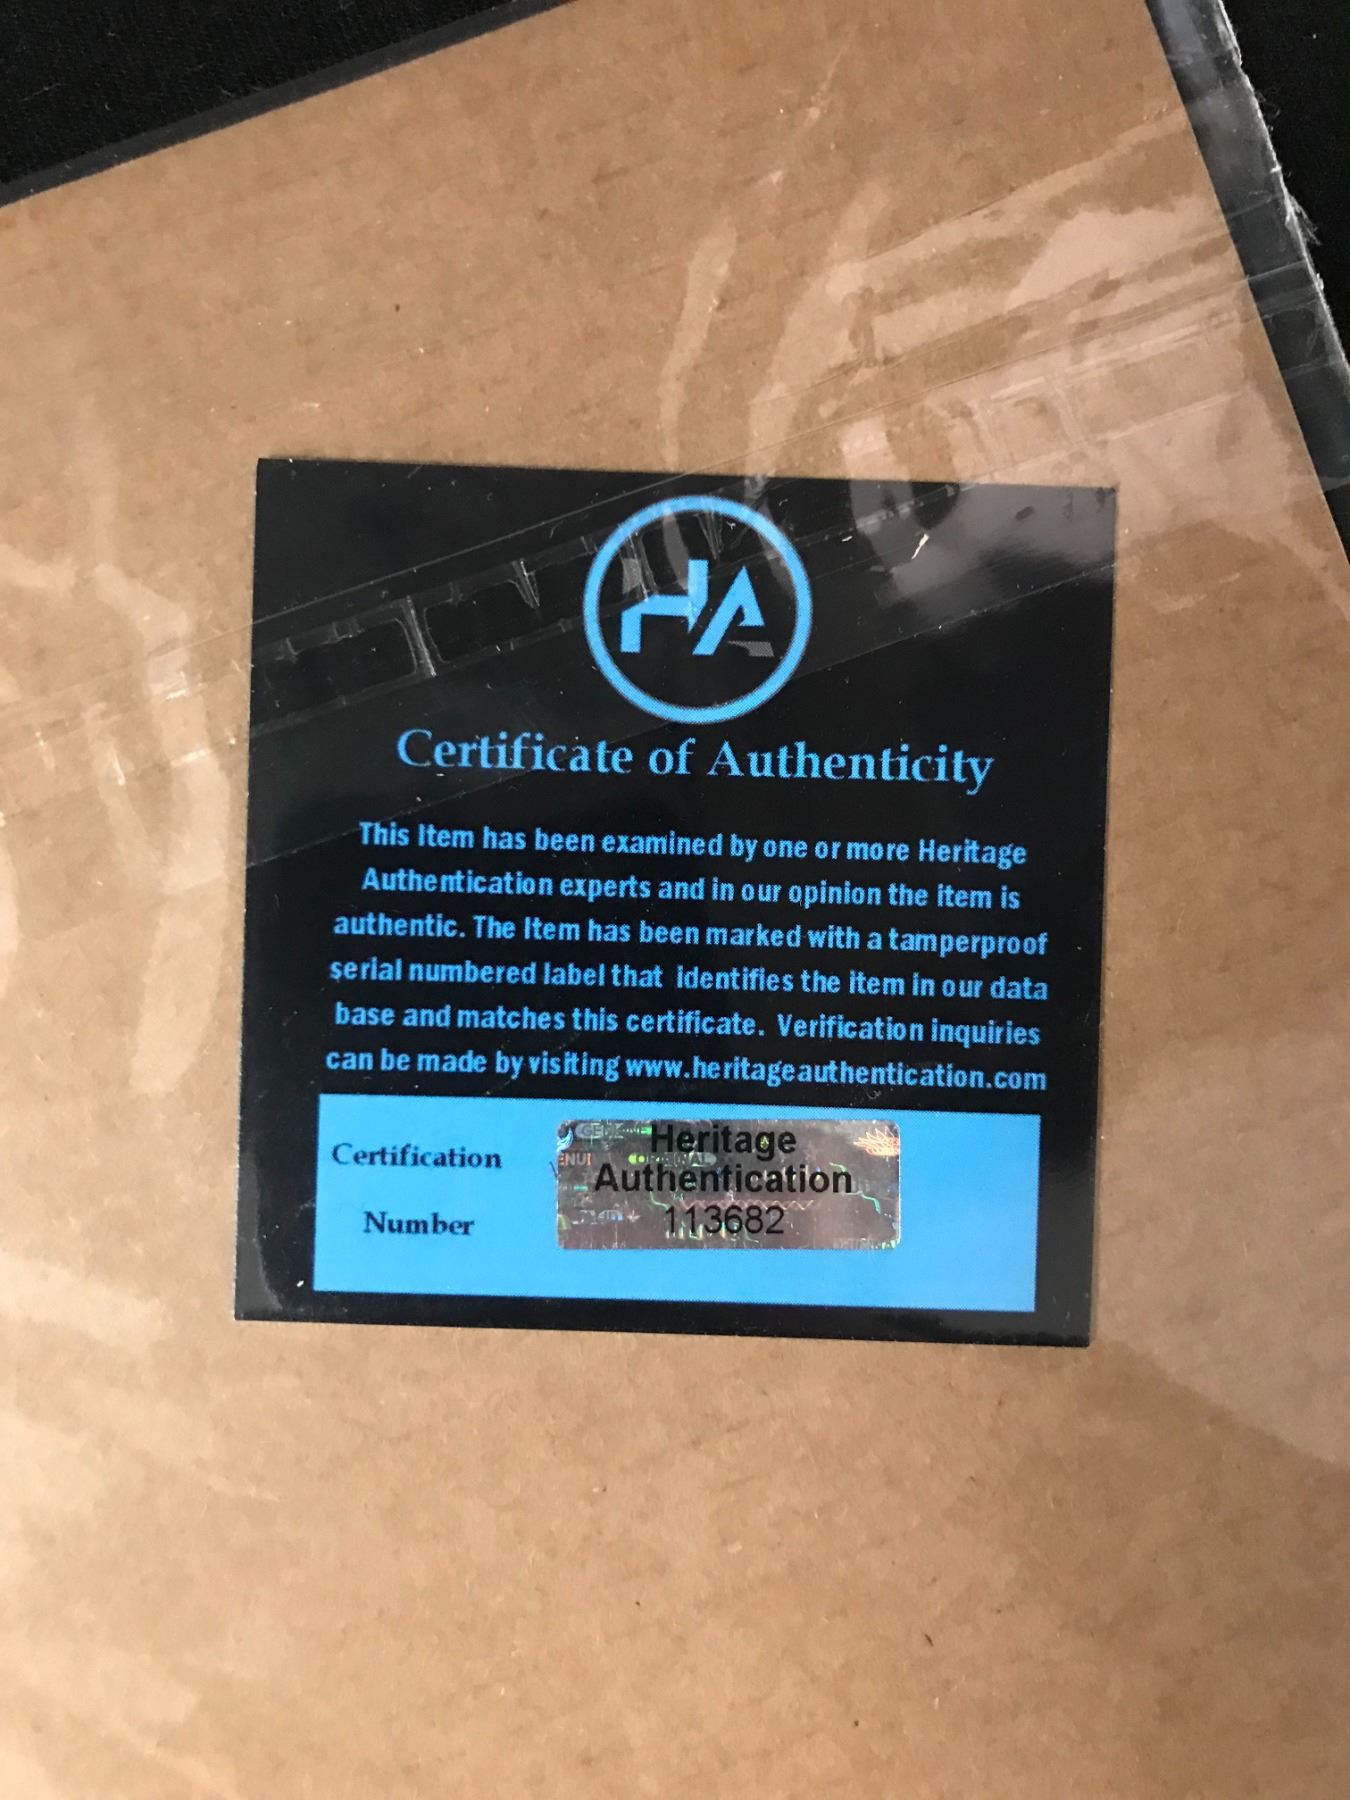 HA
Certificate of Authenticity
This Item has been examined by one or more Heritage
Authentication experts and in our opinion the item is
authentic. The Item has been marked with a tamperproof
serial numbered label that identifies the item in our data
base and matches this certificate. Verification inquiries
can be made by visiting www.heritageauthentication.com
Certification
Number
Heritage
Authentication
113682